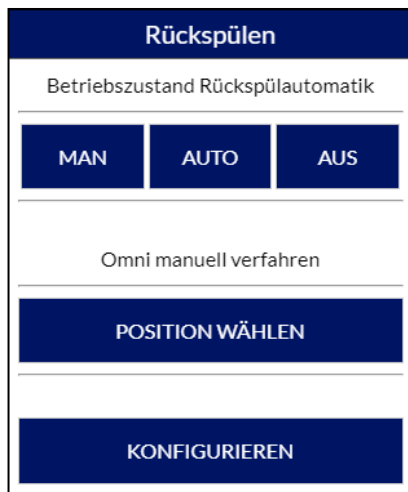 Rückspülen
Betriebszustand Rückspülautomatik
MAN AUTO AUS
Omni manuell verfahren
POSITION WÄHLEN
KONFIGURIEREN